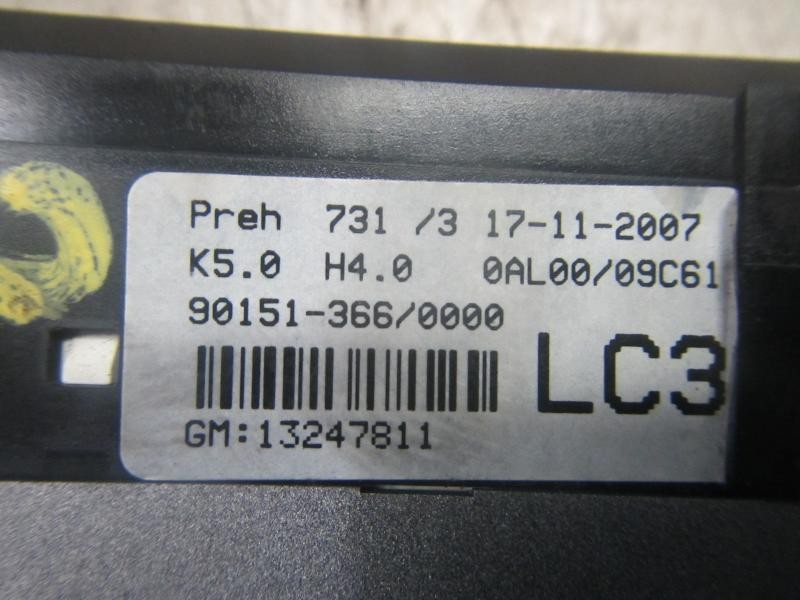 Preh 731 /3 17-11-2007
K5.0 H4.0 0AL00/09C61
90151-366/0000
LC3
GM:13247811